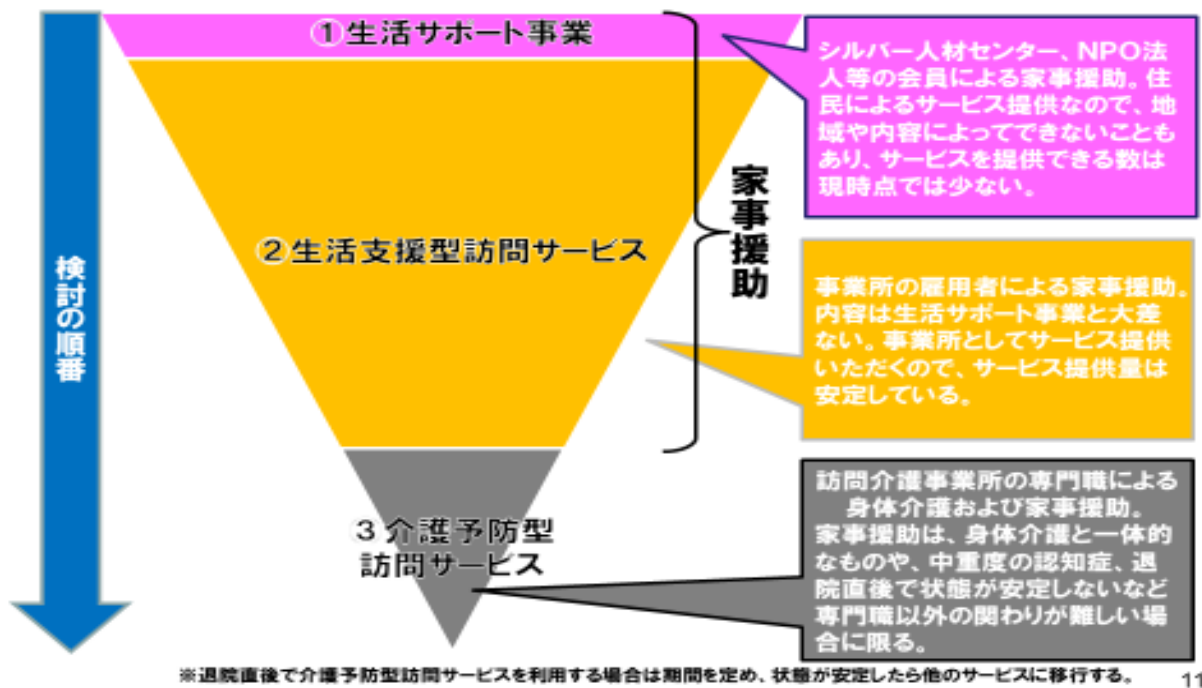 ①生活サポート事業
シルバー人材センター、NPO法
人等の会員による家事援助。住
民によるサービス提供なので、地
域や内容によってできないことも
あり、サービスを提供できる数は
現時点では少ない。
家事援助
②生活支援型訪問サービス
検討の順番
事業所の雇用者による家事援助。
内容は生活サポート事業と大差
ない。事業所としてサービス提供
いただくので、サービス提供量は
安定している。
③介護予防型
訪問サービス
訪問介護事業所の専門職による
身体介護および家事援助。
家事援助は、身体介護と一体的
なものや、中重度の認知症、退
院直後で状態が安定しないなど
専門職以外の関わりが難しい場
合に限る。
※退院直後で介護予防型訪問サービスを利用する場合は期間を定め、状態が安定したら他のサービスに移行する。
11